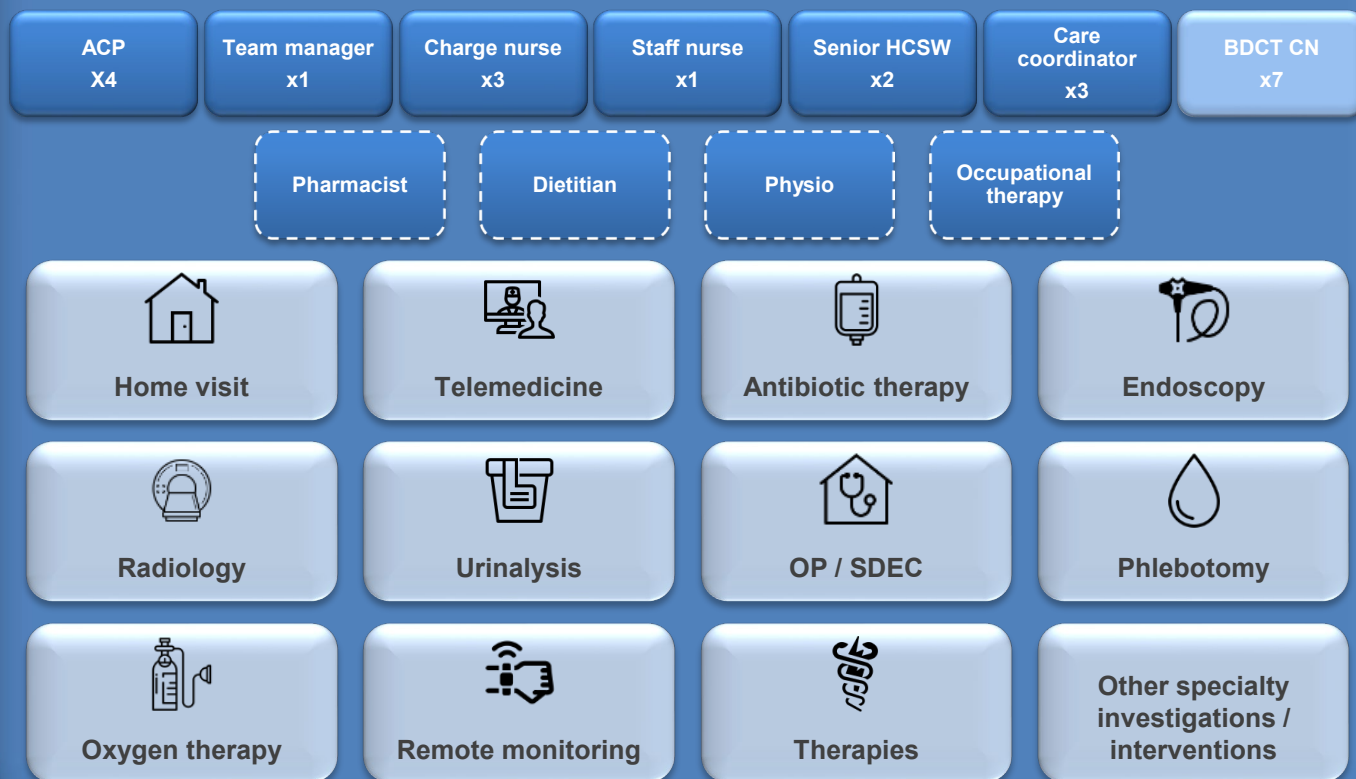 ACP
X4
Team manager
x1
Charge nurse
x3
Staff nurse
x1
Senior HCSW
x2
Care
coordinator
x3
BDCT CN
x7
Pharmacist
Dietitian
Physio
Occupational
therapy
Home visit
Telemedicine
Antibiotic therapy
Endoscopy
Radiology
Urinalysis
OP / SDEC
Phlebotomy
Oxygen therapy
Remote monitoring
Therapies
Other specialty
investigations /
interventions